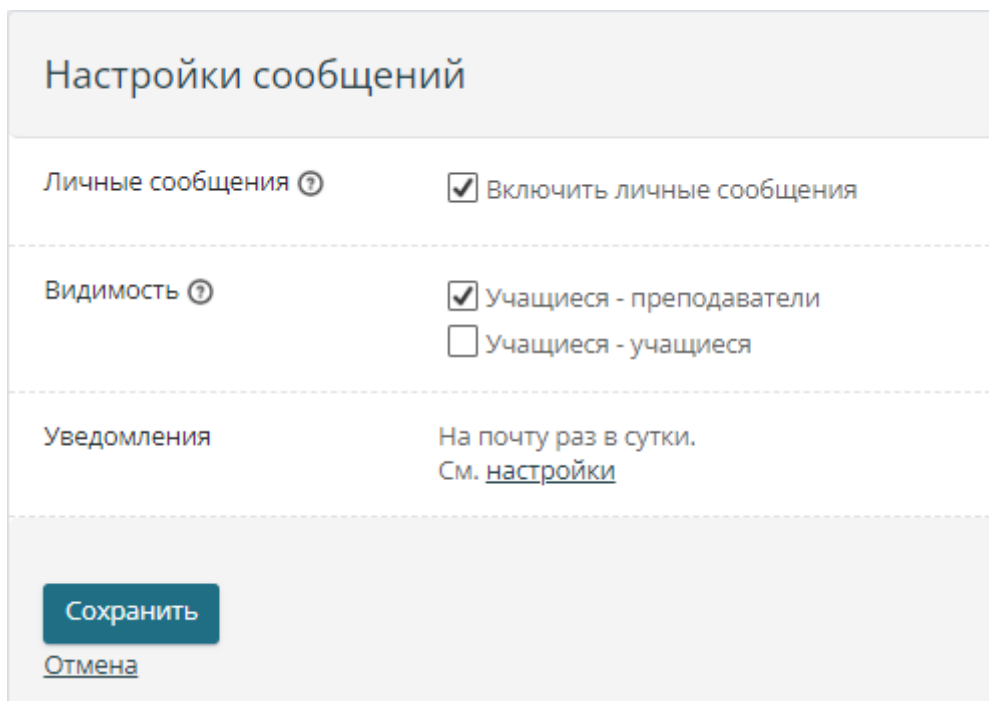 Настройки сообщений
Личные сообщения ?
Включить личные сообщения
Видимость ?
Учащиеся - преподаватели
Учащиеся - учащиеся
Уведомления
На почту раз в сутки.
См. настройки
Сохранить
Отмена